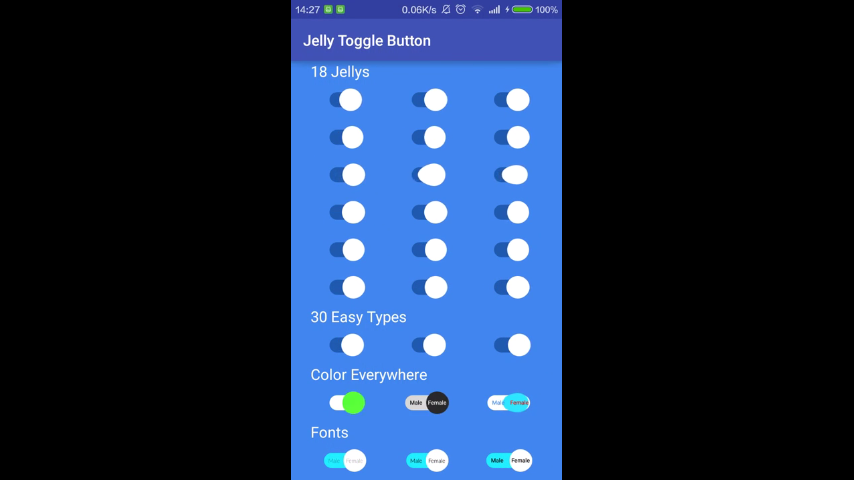 14:27 0.06K/s 100%
Jelly Toggle Button
18 Jellys
30 Easy Types
Color Everywhere
Male Female Male Female
Fonts
Male Female Male Female Male Female